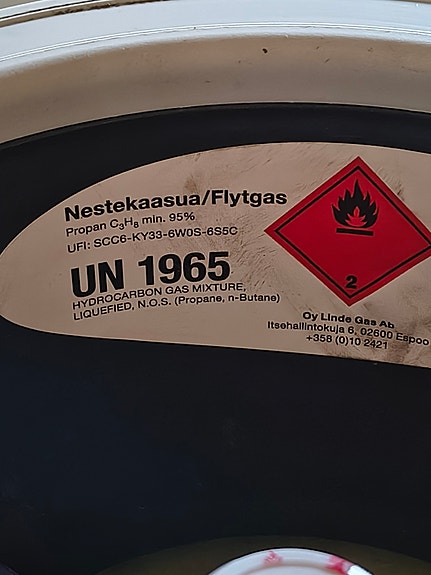 Nestekaasua/Flytgas
Propan C₃H₈ min. 95%
UFI: SCC6-KY33-6W0S-6S5C
UN 1965
HYDROCARBON GAS MIXTURE,
LIQUEFIED, N.O.S. (Propane, n-Butane)
2
Oy Linde Gas Ab
Itsehallintokuja 6, 02600 Espoo
+358 (0)10 2421